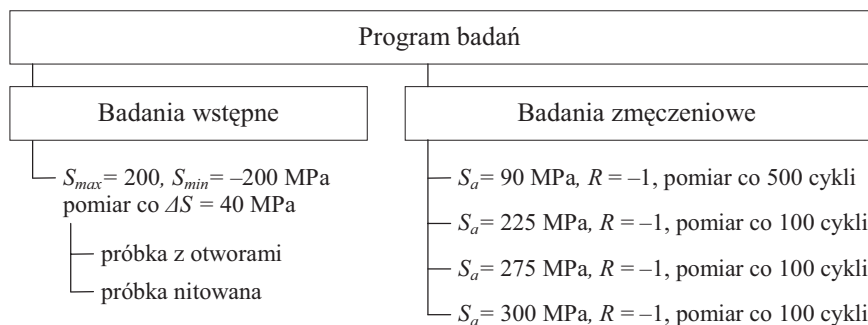 Program badań
Badania wstępne
S_max = 200, S_min = –200 MPa
pomiar co ΔS = 40 MPa
próbka z otworami
próbka nitowana
Badania zmęczeniowe
S_a = 90 MPa, R = –1, pomiar co 500 cykli
S_a = 225 MPa, R = –1, pomiar co 100 cykli
S_a = 275 MPa, R = –1, pomiar co 100 cykli
S_a = 300 MPa, R = –1, pomiar co 100 cykli